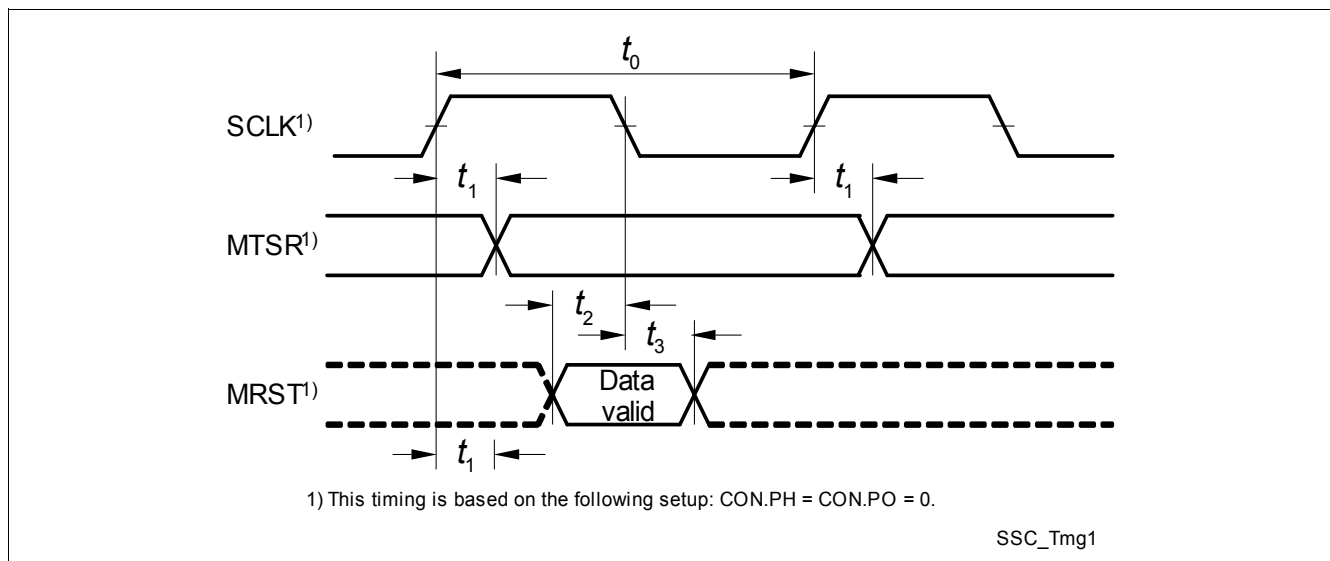 t₀
SCLK¹⁾
t₁ t₁
MTSR¹⁾
t₂
t₃
MRST¹⁾
Data
valid
t₁
1) This timing is based on the following setup: CON.PH = CON.PO = 0.
SSC_Tmg1